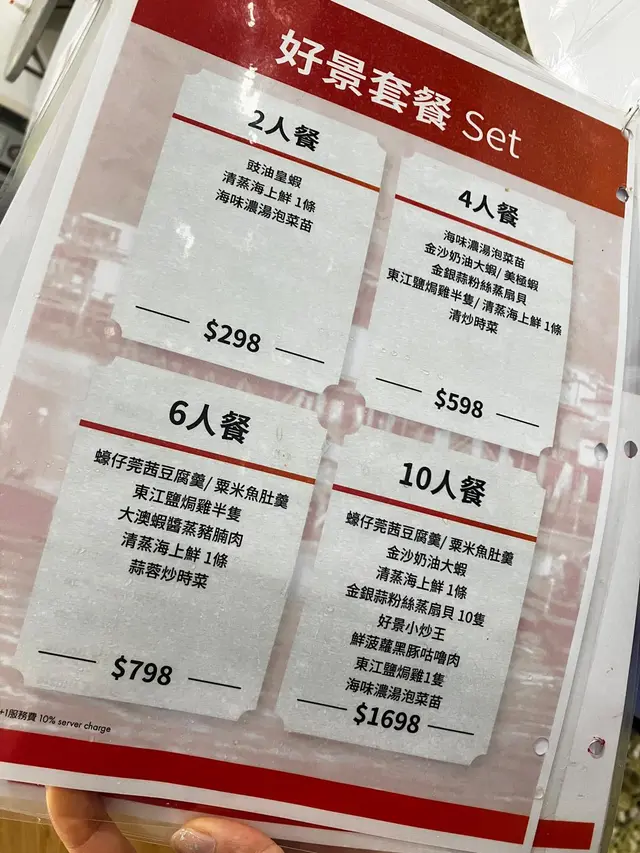 好景套餐 Set
2人餐
豉油皇蝦
清蒸海上鮮 1條
海味濃湯泡菜苗
$298
4人餐
海味濃湯泡菜苗
金沙奶油大蝦/ 美極蝦
金銀蒜粉絲蒸扇貝
東江鹽焗雞半隻/ 清蒸海上鮮 1條
清炒時菜
$598
6人餐
蠔仔莞茜豆腐羹/ 粟米魚肚羹
東江鹽焗雞半隻
大澳蝦醬蒸豬腩肉
清蒸海上鮮 1條
蒜蓉炒時菜
$798
10人餐
蠔仔莞茜豆腐羹/ 粟米魚肚羹
金沙奶油大蝦
清蒸海上鮮 1條
金銀蒜粉絲蒸扇貝 10隻
好景小炒王
鮮菠蘿黑豚咕嚕肉
東江鹽焗雞1隻
海味濃湯泡菜苗
$1698
+1服務費 10% server charge